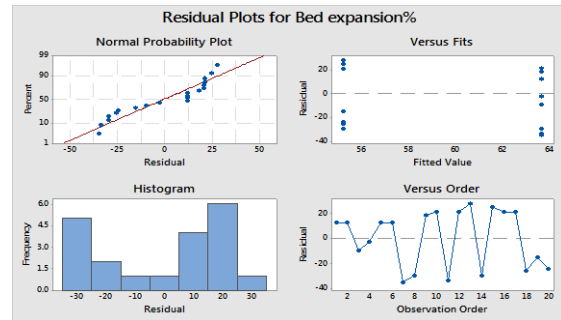 Residual Plots for Bed expansion%
Normal Probability Plot
99
90
50
10
1
Percent
-50 -25 0 25 50
Residual
Versus Fits
20
0
-20
-40
Residual
56 58 60 62 64
Fitted Value
Histogram
6.0
4.5
3.0
1.5
0.0
Frequency
-30 -20 -10 0 10 20 30
Residual
Versus Order
20
0
-20
-40
Residual
2 4 6 8 10 12 14 16 18 20
Observation Order